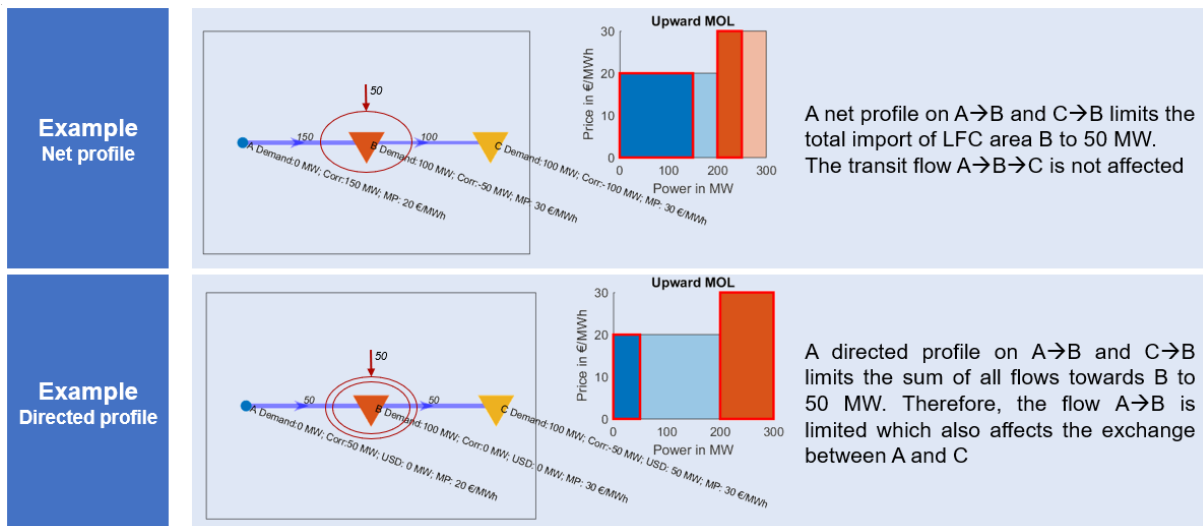 Example
Net profile
50
150
100
A Demand:0 MW; Corr:150 MW; MP: 20 €/MWh
B Demand:100 MW; Corr:-50 MW; MP: 30 €/MWh
C Demand:100 MW; Corr:-100 MW; MP: 30 €/MWh
Upward MOL
Price in €/MWh
30
20
10
0
0
100
200
300
Power in MW
A net profile on A→B and C→B limits the
total import of LFC area B to 50 MW.
The transit flow A→B→C is not affected
Example
Directed profile
50
50
50
A Demand:0 MW; Corr:50 MW; USD: 0 MW; MP: 20 €/MWh
B Demand:100 MW; Corr:0 MW; USD: 0 MW; MP: 30 €/MWh
C Demand:100 MW; Corr:-50 MW; USD: 50 MW; MP: 30 €/MWh
Upward MOL
Price in €/MWh
30
20
10
0
0
100
200
300
Power in MW
A directed profile on A→B and C→B
limits the sum of all flows towards B to
50 MW. Therefore, the flow A→B is
limited which also affects the exchange
between A and C